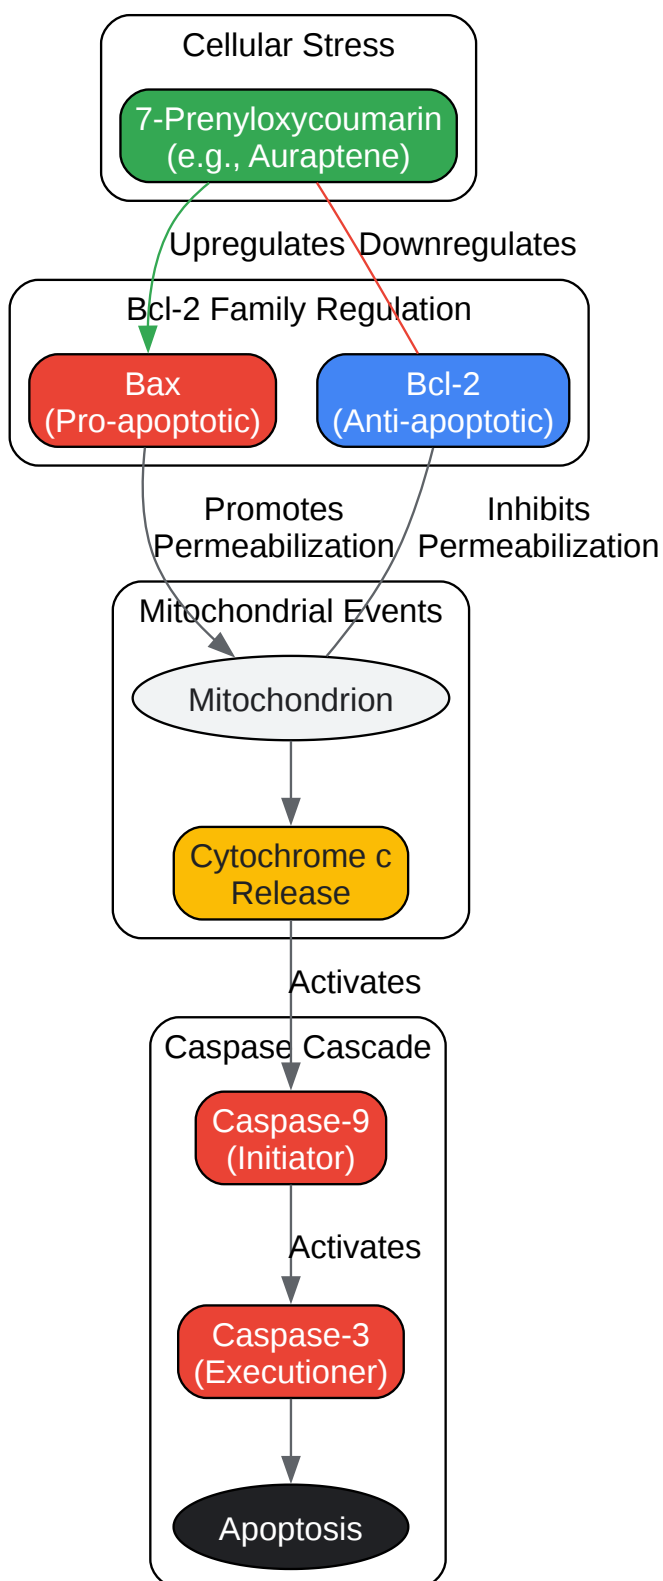 Cellular Stress
7-Prenyloxycoumarin
(e.g., Auraptene)
Upregulates
Downregulates
Bcl-2 Family Regulation
Bax
(Pro-apoptotic)
Bcl-2
(Anti-apoptotic)
Promotes
Permeabilization
Inhibits
Permeabilization
Mitochondrial Events
Mitochondrion
Cytochrome c
Release
Activates
Caspase Cascade
Caspase-9
(Initiator)
Activates
Caspase-3
(Executioner)
Apoptosis